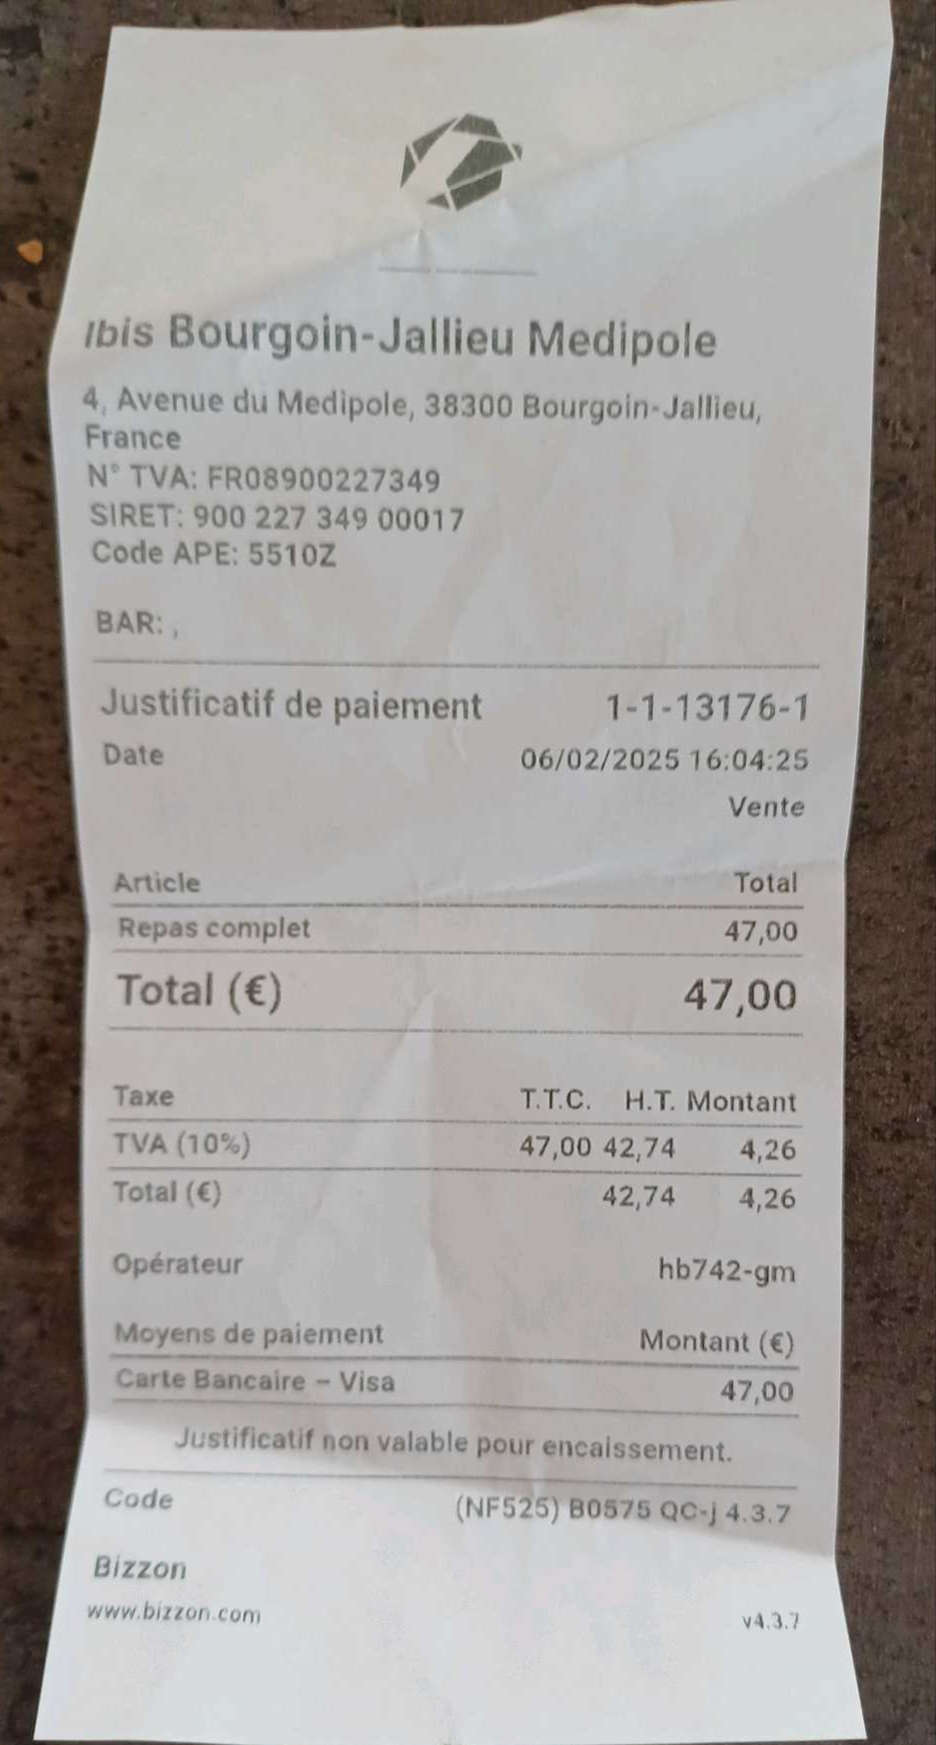 Ibis Bourgoin-Jallieu Medipole
4, Avenue du Medipole, 38300 Bourgoin-Jallieu,
France
N° TVA: FR08900227349
SIRET: 900 227 349 00017
Code APE: 5510Z
BAR: ,
Justificatif de paiement 1-1-13176-1
Date 06/02/2025 16:04:25
Vente
Article Total
Repas complet 47,00
Total (€) 47,00
Taxe T.T.C. H.T. Montant
TVA (10%) 47,00 42,74 4,26
Total (€) 42,74 4,26
Opérateur hb742-gm
Moyens de paiement Montant (€)
Carte Bancaire – Visa 47,00
Justificatif non valable pour encaissement.
Code (NF525) B0575 QC-j 4.3.7
Bizzon
www.bizzon.com v4.3.7